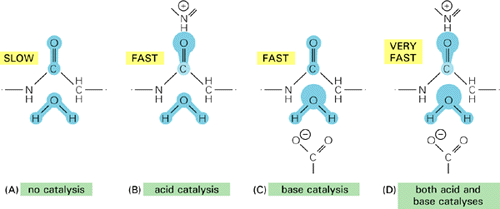 SLOW
O
C
N
H
C
H
O
H
H
(A) no catalysis
FAST
⊕
N
H
O
C
N
H
C
H
O
H
H
(B) acid catalysis
FAST
O
C
N
H
C
H
O
H
H
O⊖
O
C
(C) base catalysis
VERY
FAST
⊕
N
H
O
C
N
H
C
H
O
H
H
O⊖
O
C
(D) both acid and
base catalyses